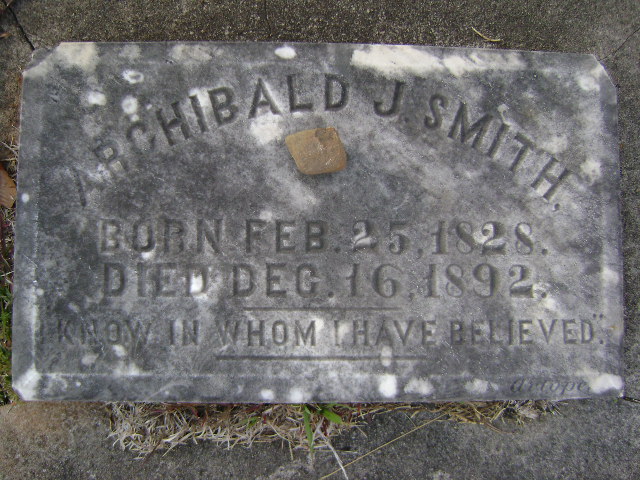 ARCHIBALD J. SMITH,
BORN FEB. 25, 1828.
DIED DEC. 16, 1892.
KNOW IN WHOM I HAVE BELIEVED".